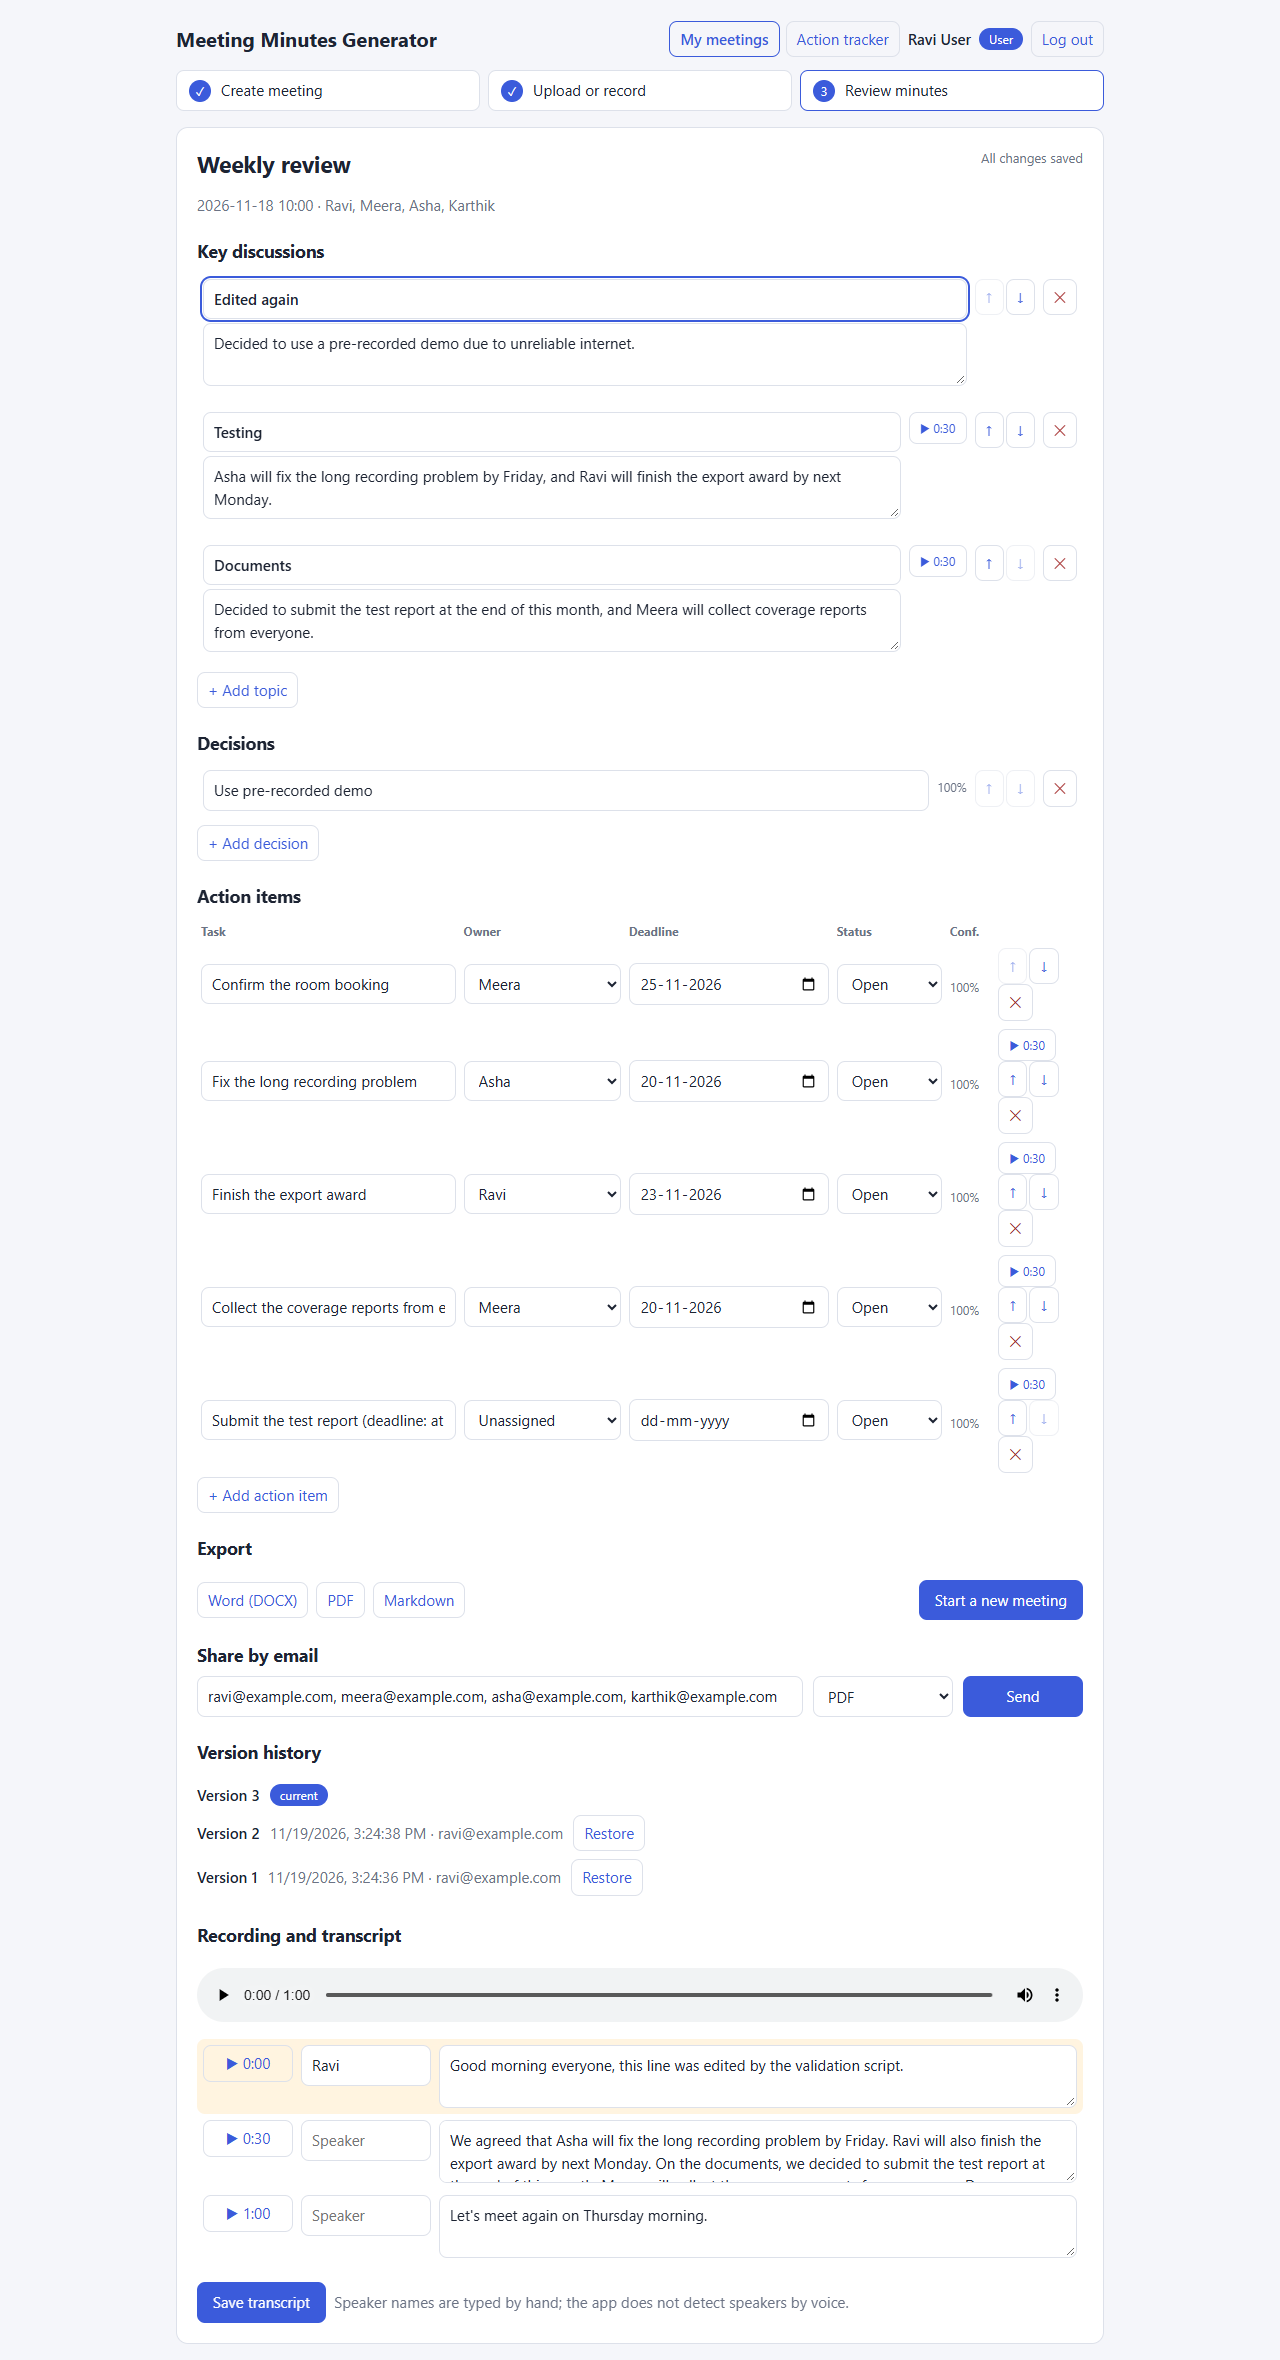 Meeting Minutes Generator
My meetings
Action tracker
Ravi User
User
Log out
✓ Create meeting
✓ Upload or record
3 Review minutes
Weekly review
All changes saved
2026-11-18 10:00 · Ravi, Meera, Asha, Karthik
Key discussions
Edited again
↑ ↓ ×
Decided to use a pre-recorded demo due to unreliable internet.
Testing
▶ 0:30 ↑ ↓ ×
Asha will fix the long recording problem by Friday, and Ravi will finish the export award by next
Monday.
Documents
▶ 0:30 ↑ ↓ ×
Decided to submit the test report at the end of this month, and Meera will collect coverage reports
from everyone.
+ Add topic
Decisions
Use pre-recorded demo
100% ↑ ↓ ×
+ Add decision
Action items
Task Owner Deadline Status Conf.
Confirm the room booking Meera 25-11-2026 Open 100% ↑ ↓ ×
Fix the long recording problem Asha 20-11-2026 Open 100% ▶ 0:30 ↑ ↓ ×
Finish the export award Ravi 23-11-2026 Open 100% ▶ 0:30 ↑ ↓ ×
Collect the coverage reports from e Meera 20-11-2026 Open 100% ▶ 0:30 ↑ ↓ ×
Submit the test report (deadline: at Unassigned dd-mm-yyyy Open 100% ▶ 0:30 ↑ ↓ ×
+ Add action item
Export
Word (DOCX)
PDF
Markdown
Start a new meeting
Share by email
ravi@example.com, meera@example.com, asha@example.com, karthik@example.com
PDF
Send
Version history
Version 3 current
Version 2 11/19/2026, 3:24:38 PM · ravi@example.com Restore
Version 1 11/19/2026, 3:24:36 PM · ravi@example.com Restore
Recording and transcript
0:00 / 1:00
▶ 0:00 Ravi Good morning everyone, this line was edited by the validation script.
▶ 0:30 Speaker We agreed that Asha will fix the long recording problem by Friday. Ravi will also finish the
export award by next Monday. On the documents, we decided to submit the test report at
▶ 1:00 Speaker Let's meet again on Thursday morning.
Save transcript
Speaker names are typed by hand; the app does not detect speakers by voice.